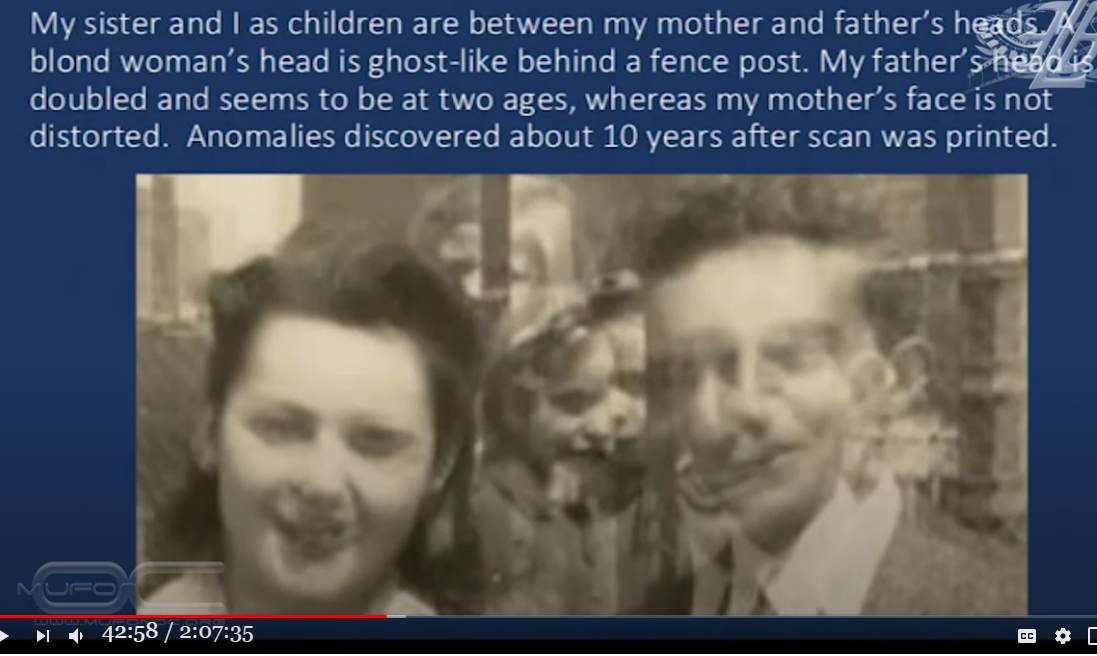 My sister and I as children are between my mother and father's heads. A
blond woman's head is ghost-like behind a fence post. My father's head is
doubled and seems to be at two ages, whereas my mother's face is not
distorted.  Anomalies discovered about 10 years after scan was printed.
MUFON
42:58 / 2:07:35
CC